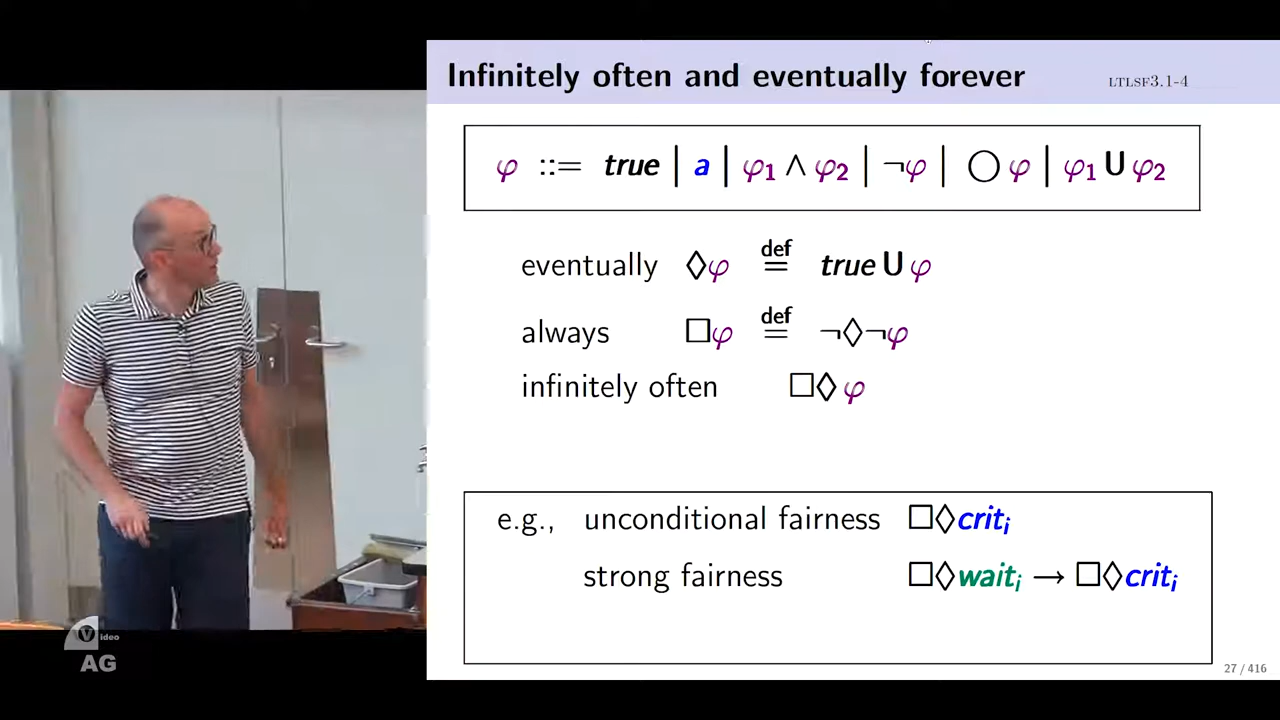 Infinitely often and eventually forever LTLSF3.1-4
φ ::= true | a | φ₁ ∧ φ₂ | ¬φ | ◯ φ | φ₁ U φ₂
eventually ◊φ def= true U φ
always □φ def= ¬◊¬φ
infinitely often □◊ φ
e.g., unconditional fairness □◊critᵢ
strong fairness □◊waitᵢ → □◊critᵢ
Video
AG
27 / 416